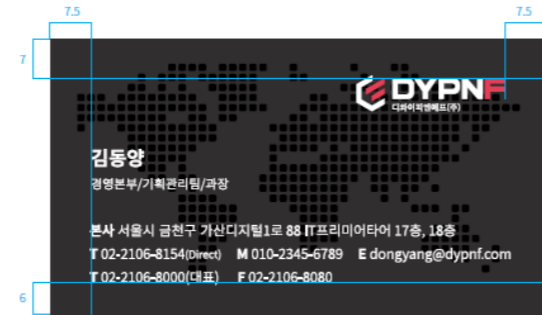 7.5
7.5
7
DYPNF
디와이피엔에프(주)
김동양
경영본부/기획관리팀/과장
본사 서울시 금천구 가산디지털1로 88 IT프리미어타어 17층, 18층
T 02-2106-8154(Direct) M 010-2345-6789 E dongyang@dypnf.com
T 02-2106-8000(대표) F 02-2106-8080
6